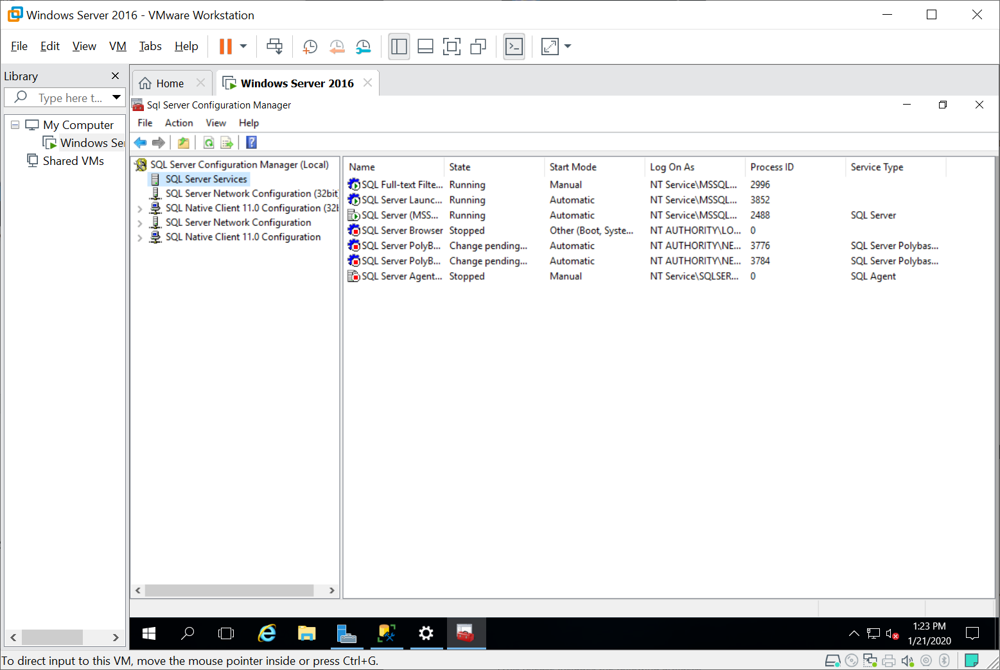 Windows Server 2016 - VMware Workstation
File Edit View VM Tabs Help
Library
Type here t...
My Computer
Windows Ser
Shared VMs
Home
Windows Server 2016
Sql Server Configuration Manager
File Action View Help
SQL Server Configuration Manager (Local)
SQL Server Services
SQL Server Network Configuration (32bit
SQL Native Client 11.0 Configuration (32b
SQL Server Network Configuration
SQL Native Client 11.0 Configuration
Name State Start Mode Log On As Process ID Service Type
SQL Full-text Filte... Running Manual NT Service\MSSQL... 2996
SQL Server Launc... Running Automatic NT Service\MSSQL... 3852
SQL Server (MSS... Running Automatic NT Service\MSSQL... 2488 SQL Server
SQL Server Browser Stopped Other (Boot, Syste... NT AUTHORITY\LO... 0
SQL Server PolyB... Change pending... Automatic NT AUTHORITY\NE... 3776 SQL Server Polybas...
SQL Server PolyB... Change pending... Automatic NT AUTHORITY\NE... 3784 SQL Server Polybas...
SQL Server Agent... Stopped Manual NT Service\SQLSER... 0 SQL Agent
1:23 PM
1/21/2020
To direct input to this VM, move the mouse pointer inside or press Ctrl+G.